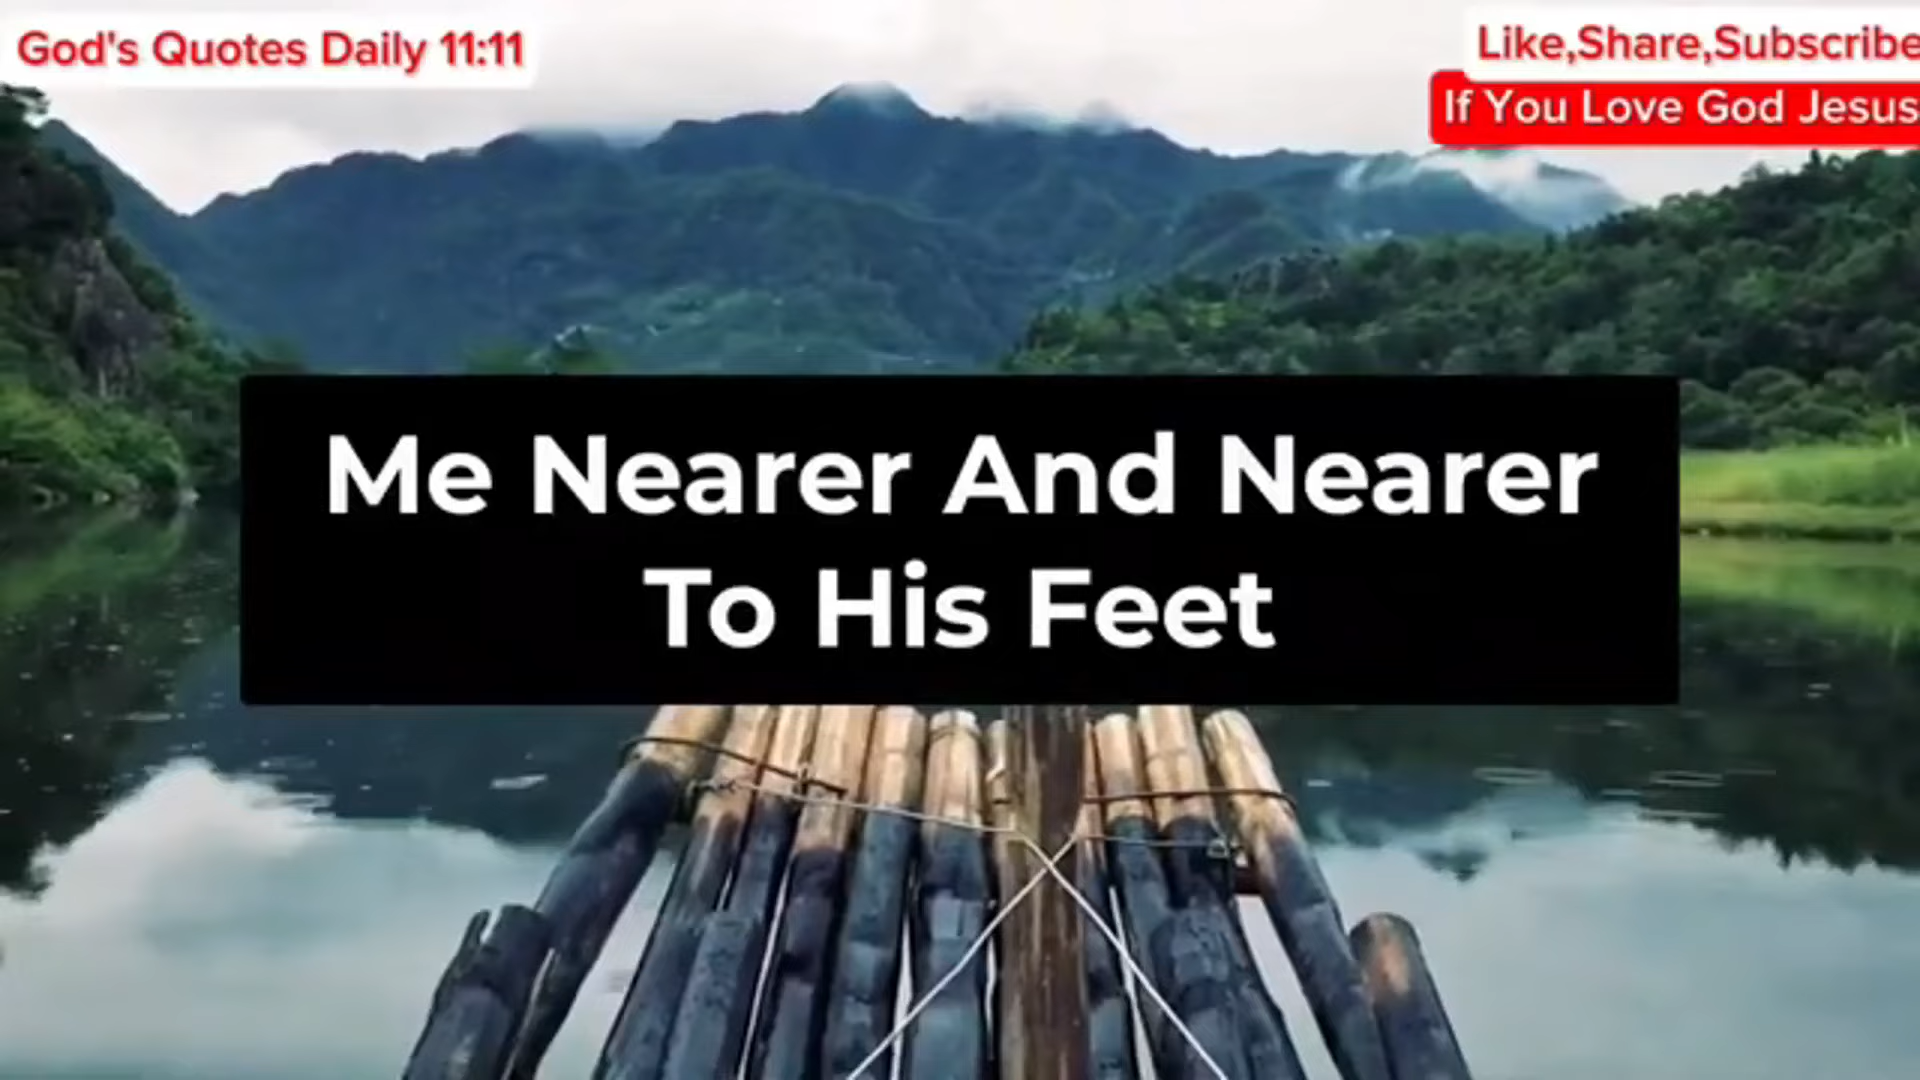 God's Quotes Daily 11:11
Like,Share,Subscribe
If You Love God Jesus
Me Nearer And Nearer
To His Feet